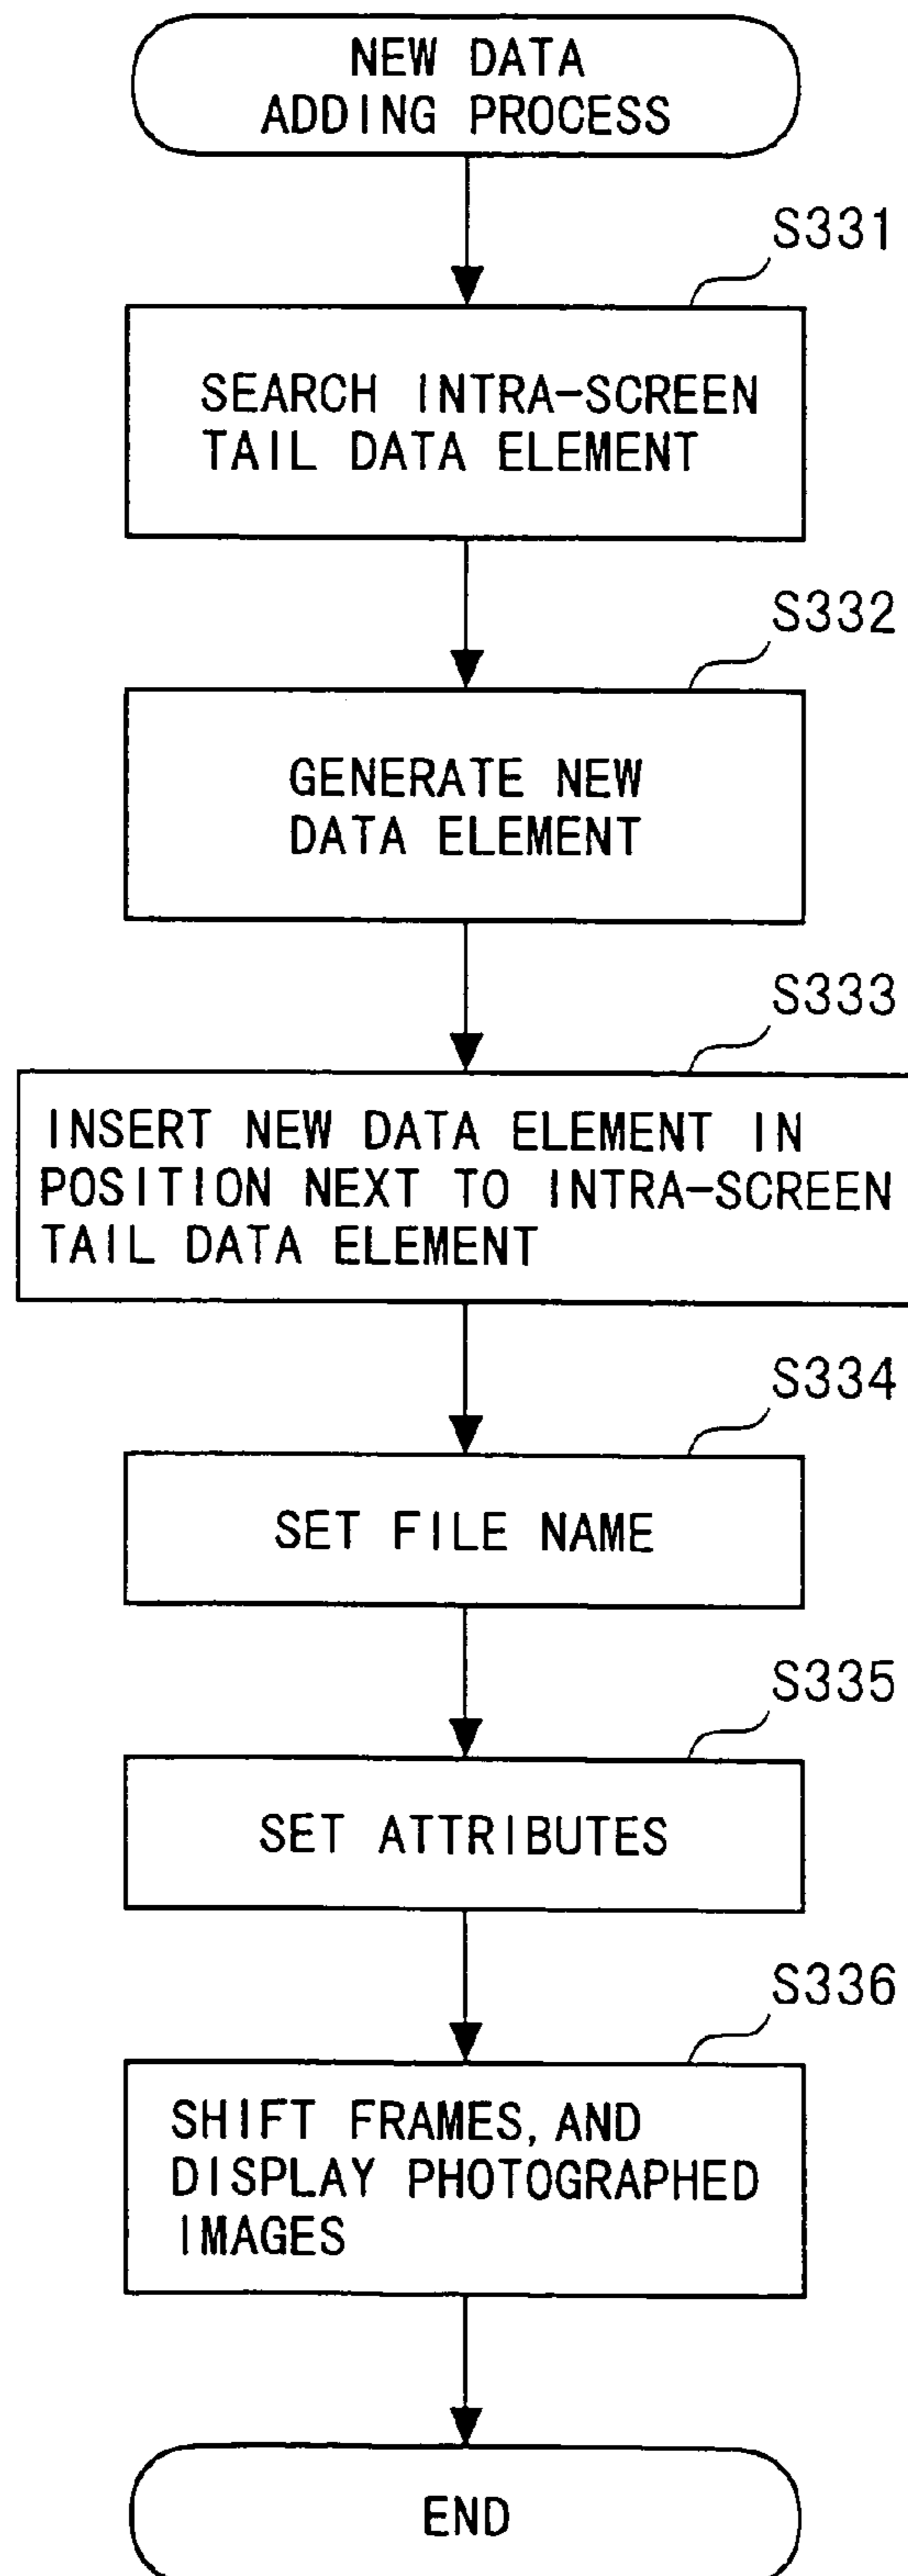 NEW DATA
ADDING PROCESS
S331
SEARCH INTRA-SCREEN
TAIL DATA ELEMENT
S332
GENERATE NEW
DATA ELEMENT
S333
INSERT NEW DATA ELEMENT IN
POSITION NEXT TO INTRA-SCREEN
TAIL DATA ELEMENT
S334
SET FILE NAME
S335
SET ATTRIBUTES
S336
SHIFT FRAMES, AND
DISPLAY PHOTOGRAPHED
IMAGES
END